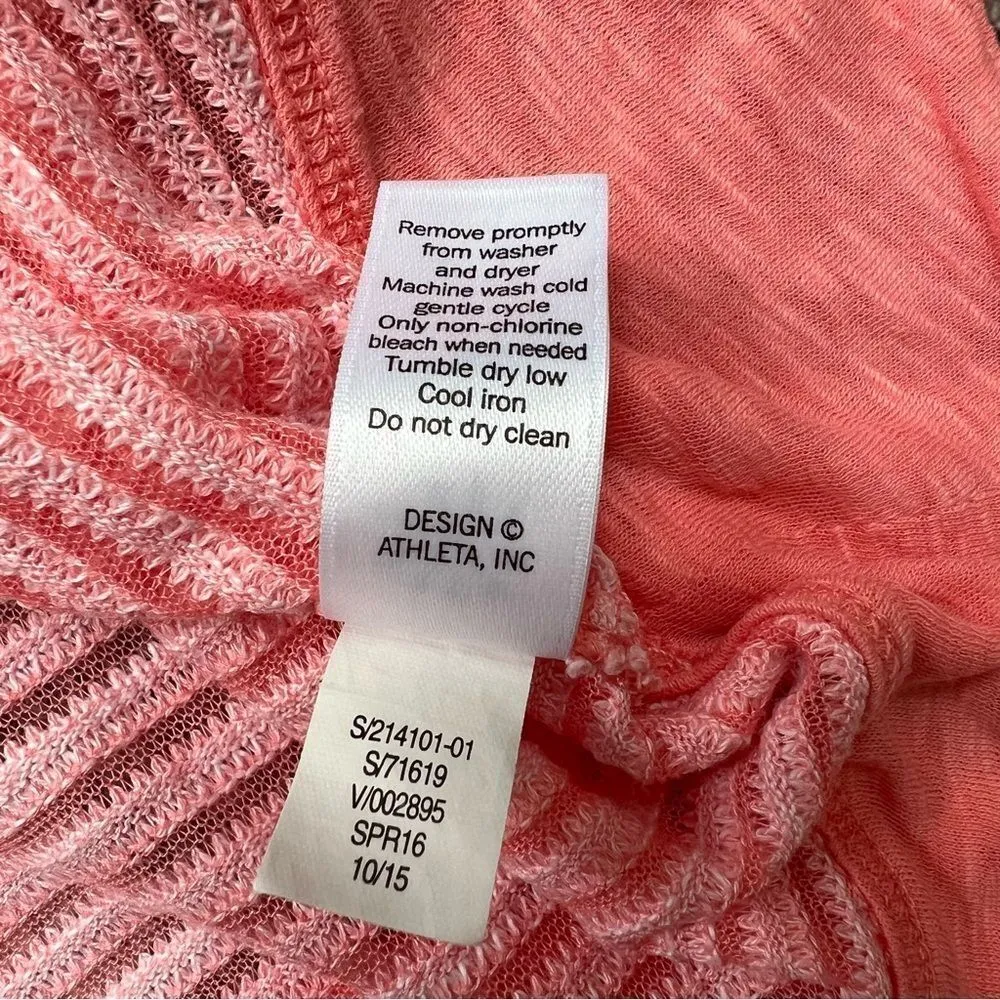 Remove promptly
from washer
and dryer
Machine wash cold
gentle cycle
Only non-chlorine
bleach when needed
Tumble dry low
Cool iron
Do not dry clean
DESIGN ©
ATHLETA, INC
S/214101-01
S/71619
V/002895
SPR16
10/15